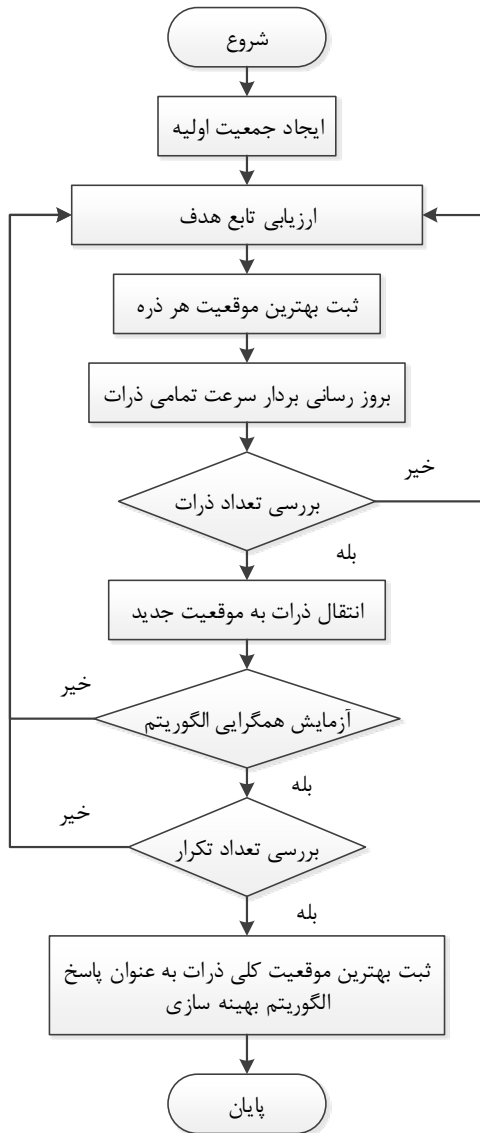 شروع
ایجاد جمعیت اولیه
ارزیابی تابع هدف
ثبت بهترین موقعیت هر ذره
بروز رسانی بردار سرعت تمامی ذرات
بررسی تعداد ذرات
خیر
بله
انتقال ذرات به موقعیت جدید
آزمایش همگرایی الگوریتم
خیر
بله
بررسی تعداد تکرار
خیر
بله
ثبت بهترین موقعیت کلی ذرات به عنوان پاسخ
الگوریتم بهینه سازی
پایان